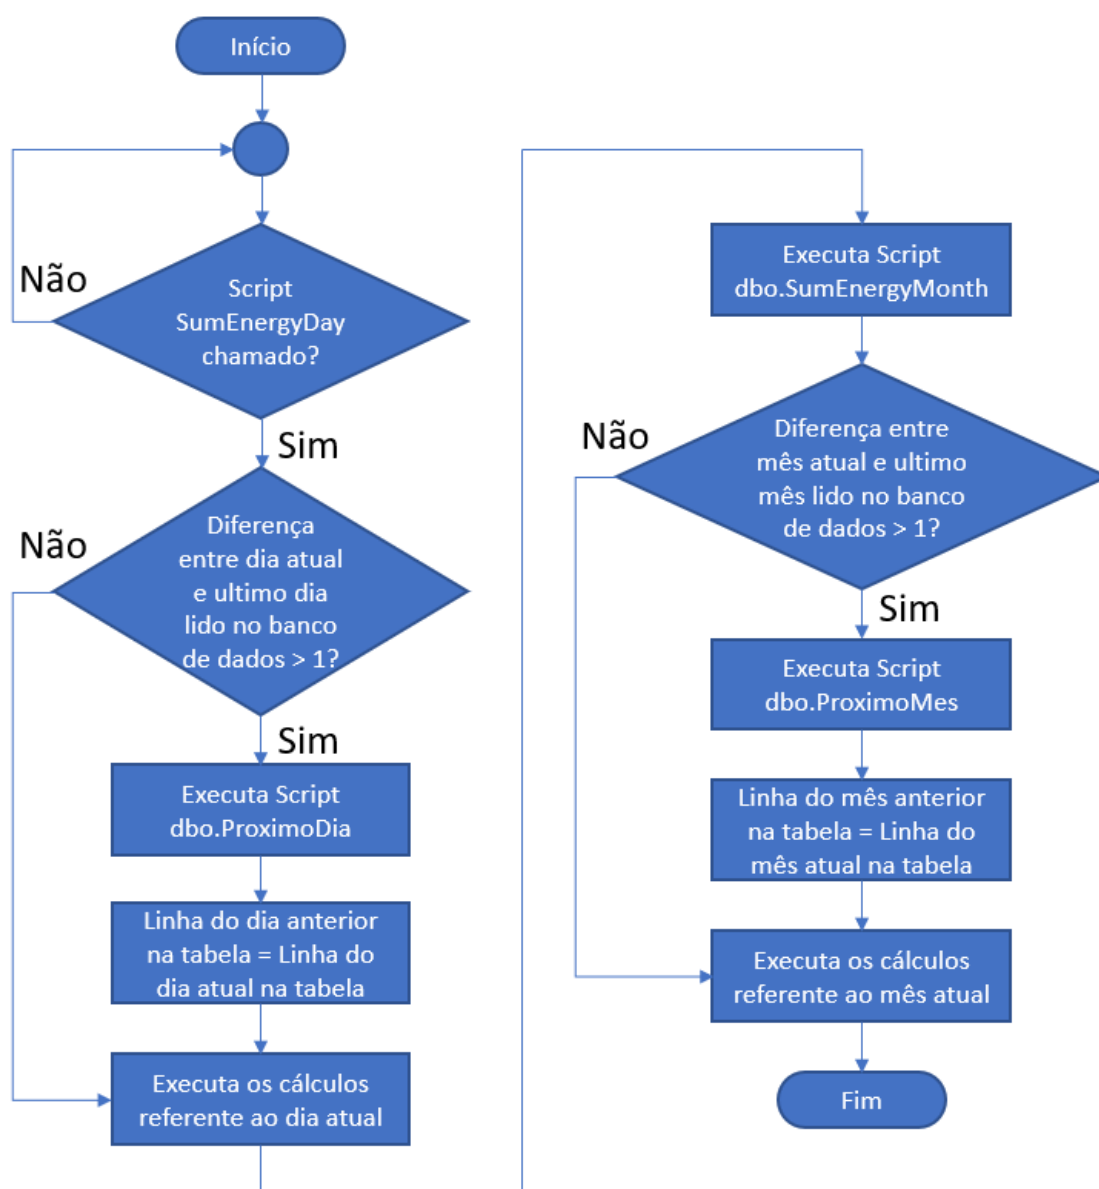 Início
Não
Script
SumEnergyDay
chamado?
Sim
Não
Diferença
entre dia atual
e ultimo dia
lido no banco
de dados > 1?
Sim
Executa Script
dbo.ProximoDia
Linha do dia anterior
na tabela = Linha do
dia atual na tabela
Executa os cálculos
referente ao dia atual
Executa Script
dbo.SumEnergyMonth
Não
Diferença entre
mês atual e ultimo
mês lido no banco
de dados > 1?
Sim
Executa Script
dbo.ProximoMes
Linha do mês anterior
na tabela = Linha do
mês atual na tabela
Executa os cálculos
referente ao mês atual
Fim